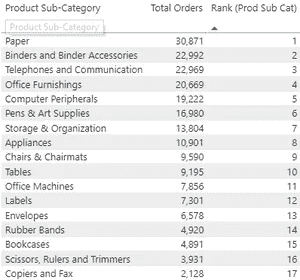 Product Sub-Category Total Orders Rank (Prod Sub Cat)
Product Sub-Category
Paper 30,871 1
Binders and Binder Accessories 22,992 2
Telephones and Communication 22,969 3
Office Furnishings 20,669 4
Computer Peripherals 19,222 5
Pens & Art Supplies 16,980 6
Storage & Organization 13,804 7
Appliances 10,901 8
Chairs & Chairmats 9,590 9
Tables 9,195 10
Office Machines 7,856 11
Labels 7,301 12
Envelopes 6,578 13
Rubber Bands 4,920 14
Bookcases 4,891 15
Scissors, Rulers and Trimmers 3,931 16
Copiers and Fax 2,128 17